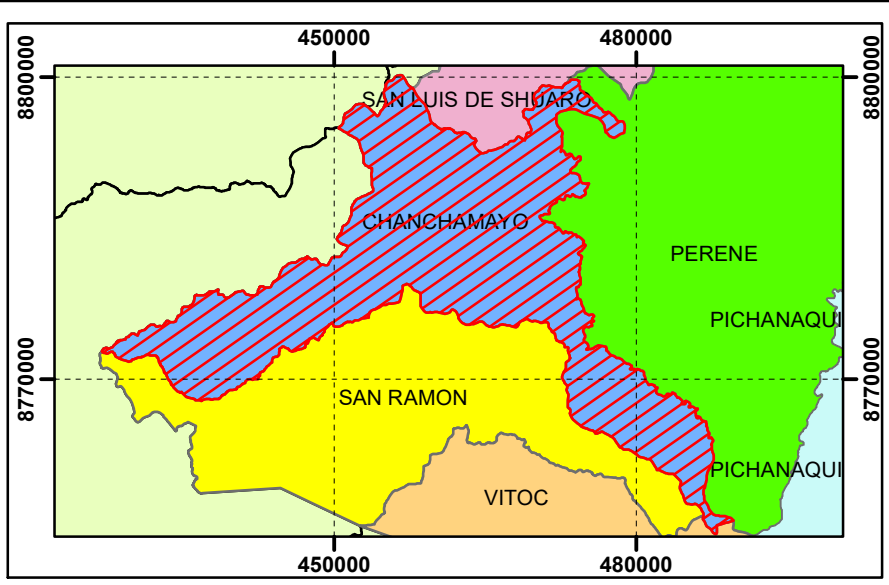 450000
480000
8800000
8800000
SAN LUIS DE SHUARO
CHANCHAMAYO
PERENE
PICHANAQUI
8770000
8770000
SAN RAMON
PICHANAQUI
VITOC
450000
480000